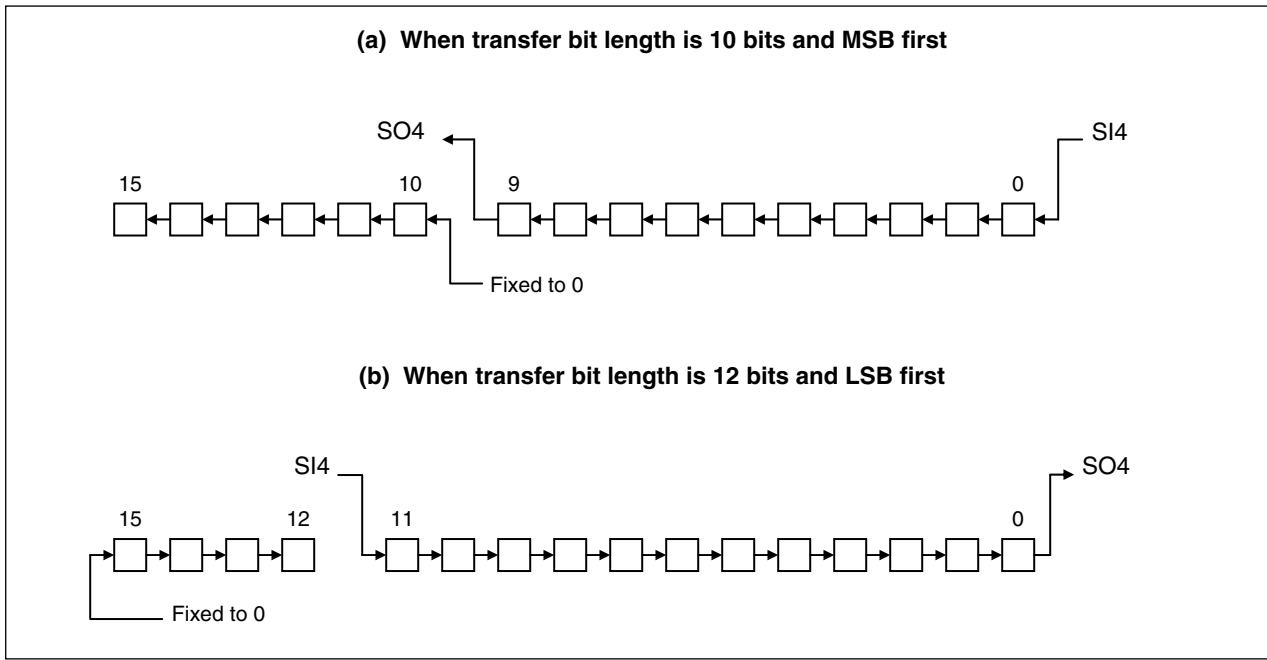 (a) When transfer bit length is 10 bits and MSB first
SO4 SI4
15 10 9 0
Fixed to 0
(b) When transfer bit length is 12 bits and LSB first
SI4 SO4
15 12 11 0
Fixed to 0